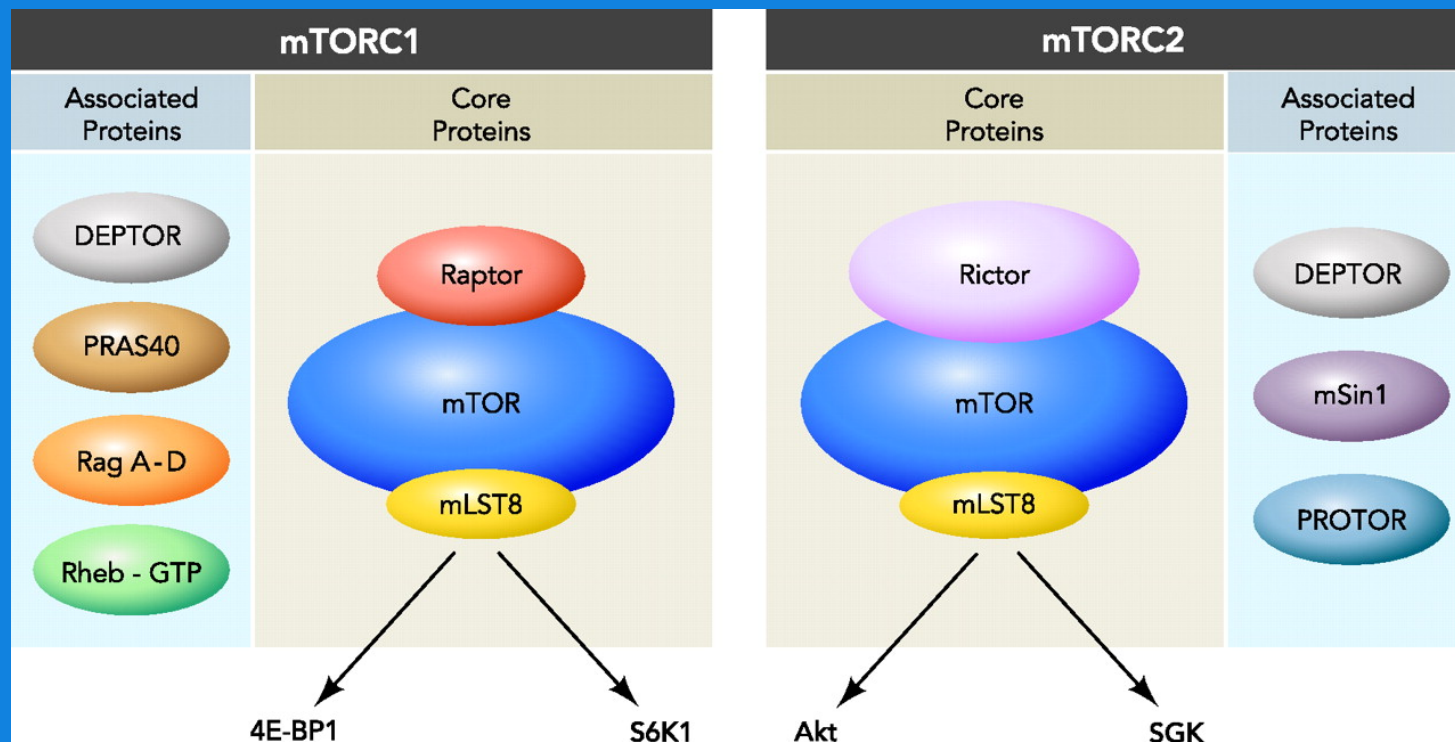 mTORC1
Associated
Proteins
Core
Proteins
DEPTOR
PRAS40
Rag A-D
Rheb - GTP
Raptor
mTOR
mLST8
4E-BP1
S6K1
mTORC2
Core
Proteins
Associated
Proteins
Rictor
mTOR
mLST8
DEPTOR
mSin1
PROTOR
Akt
SGK